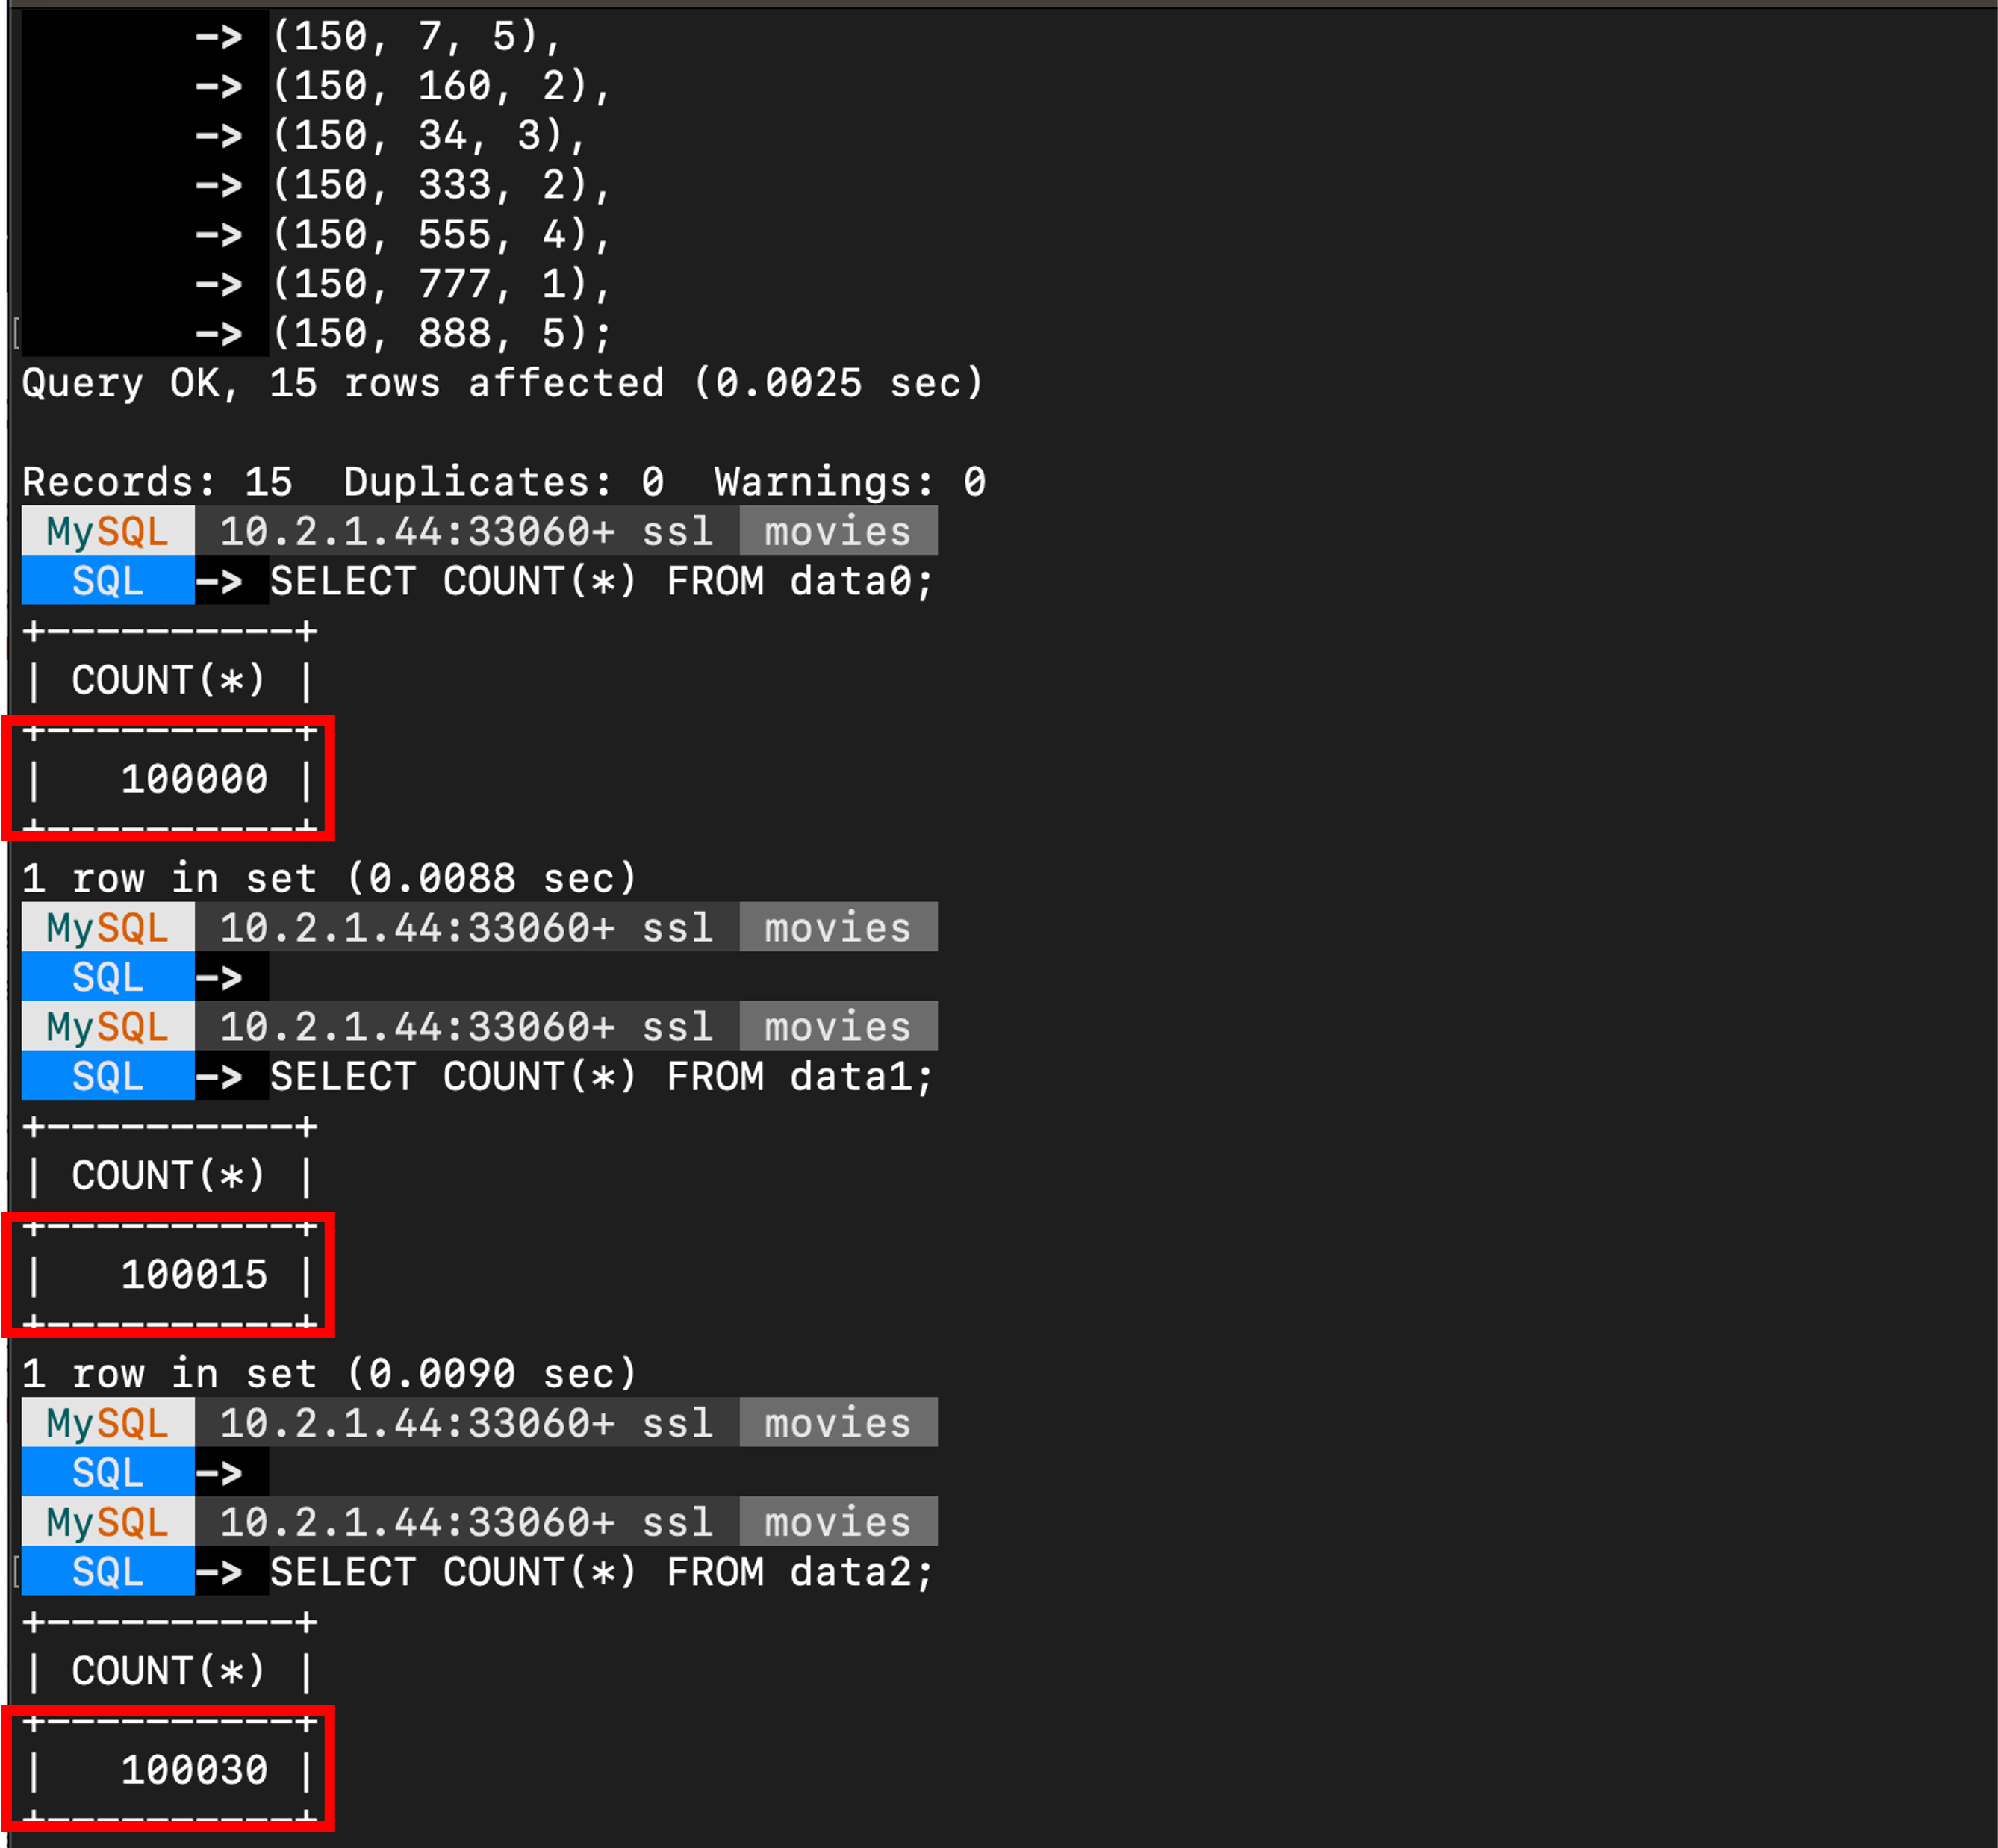 -> (150, 7, 5),
-> (150, 160, 2),
-> (150, 34, 3),
-> (150, 333, 2),
-> (150, 555, 4),
-> (150, 777, 1),
-> (150, 888, 5);
Query OK, 15 rows affected (0.0025 sec)
Records: 15  Duplicates: 0  Warnings: 0
MySQL 10.2.1.44:33060+ ssl movies
SQL -> SELECT COUNT(*) FROM data0;
+----------+
| COUNT(*) |
+----------+
|   100000 |
+----------+
1 row in set (0.0088 sec)
MySQL 10.2.1.44:33060+ ssl movies
SQL ->
MySQL 10.2.1.44:33060+ ssl movies
SQL -> SELECT COUNT(*) FROM data1;
+----------+
| COUNT(*) |
+----------+
|   100015 |
+----------+
1 row in set (0.0090 sec)
MySQL 10.2.1.44:33060+ ssl movies
SQL ->
MySQL 10.2.1.44:33060+ ssl movies
SQL -> SELECT COUNT(*) FROM data2;
+----------+
| COUNT(*) |
+----------+
|   100030 |
+----------+